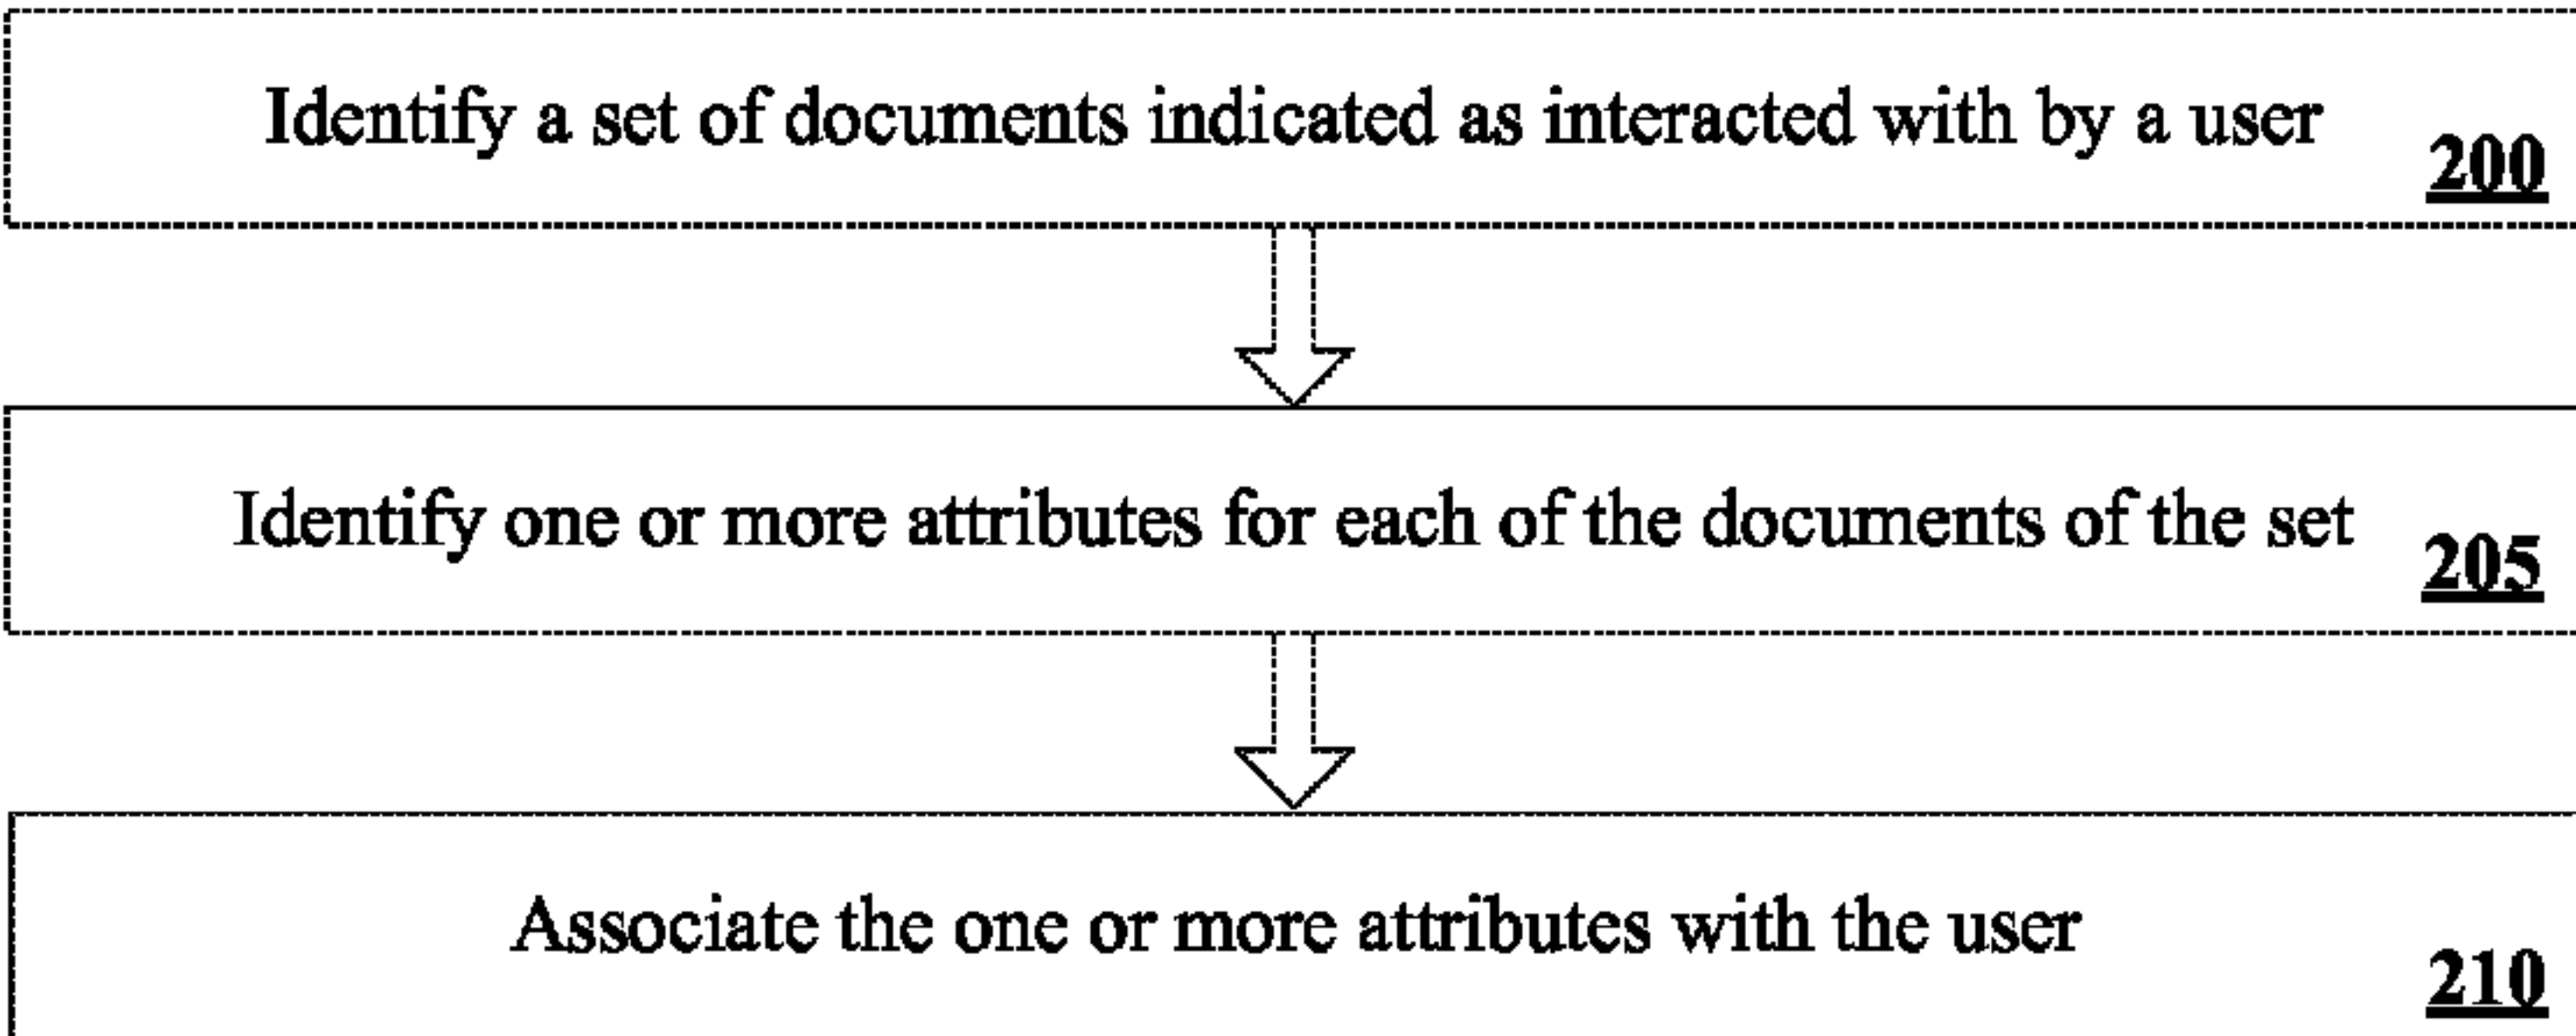 Identify a set of documents indicated as interacted with by a user
200
Identify one or more attributes for each of the documents of the set
205
Associate the one or more attributes with the user
210